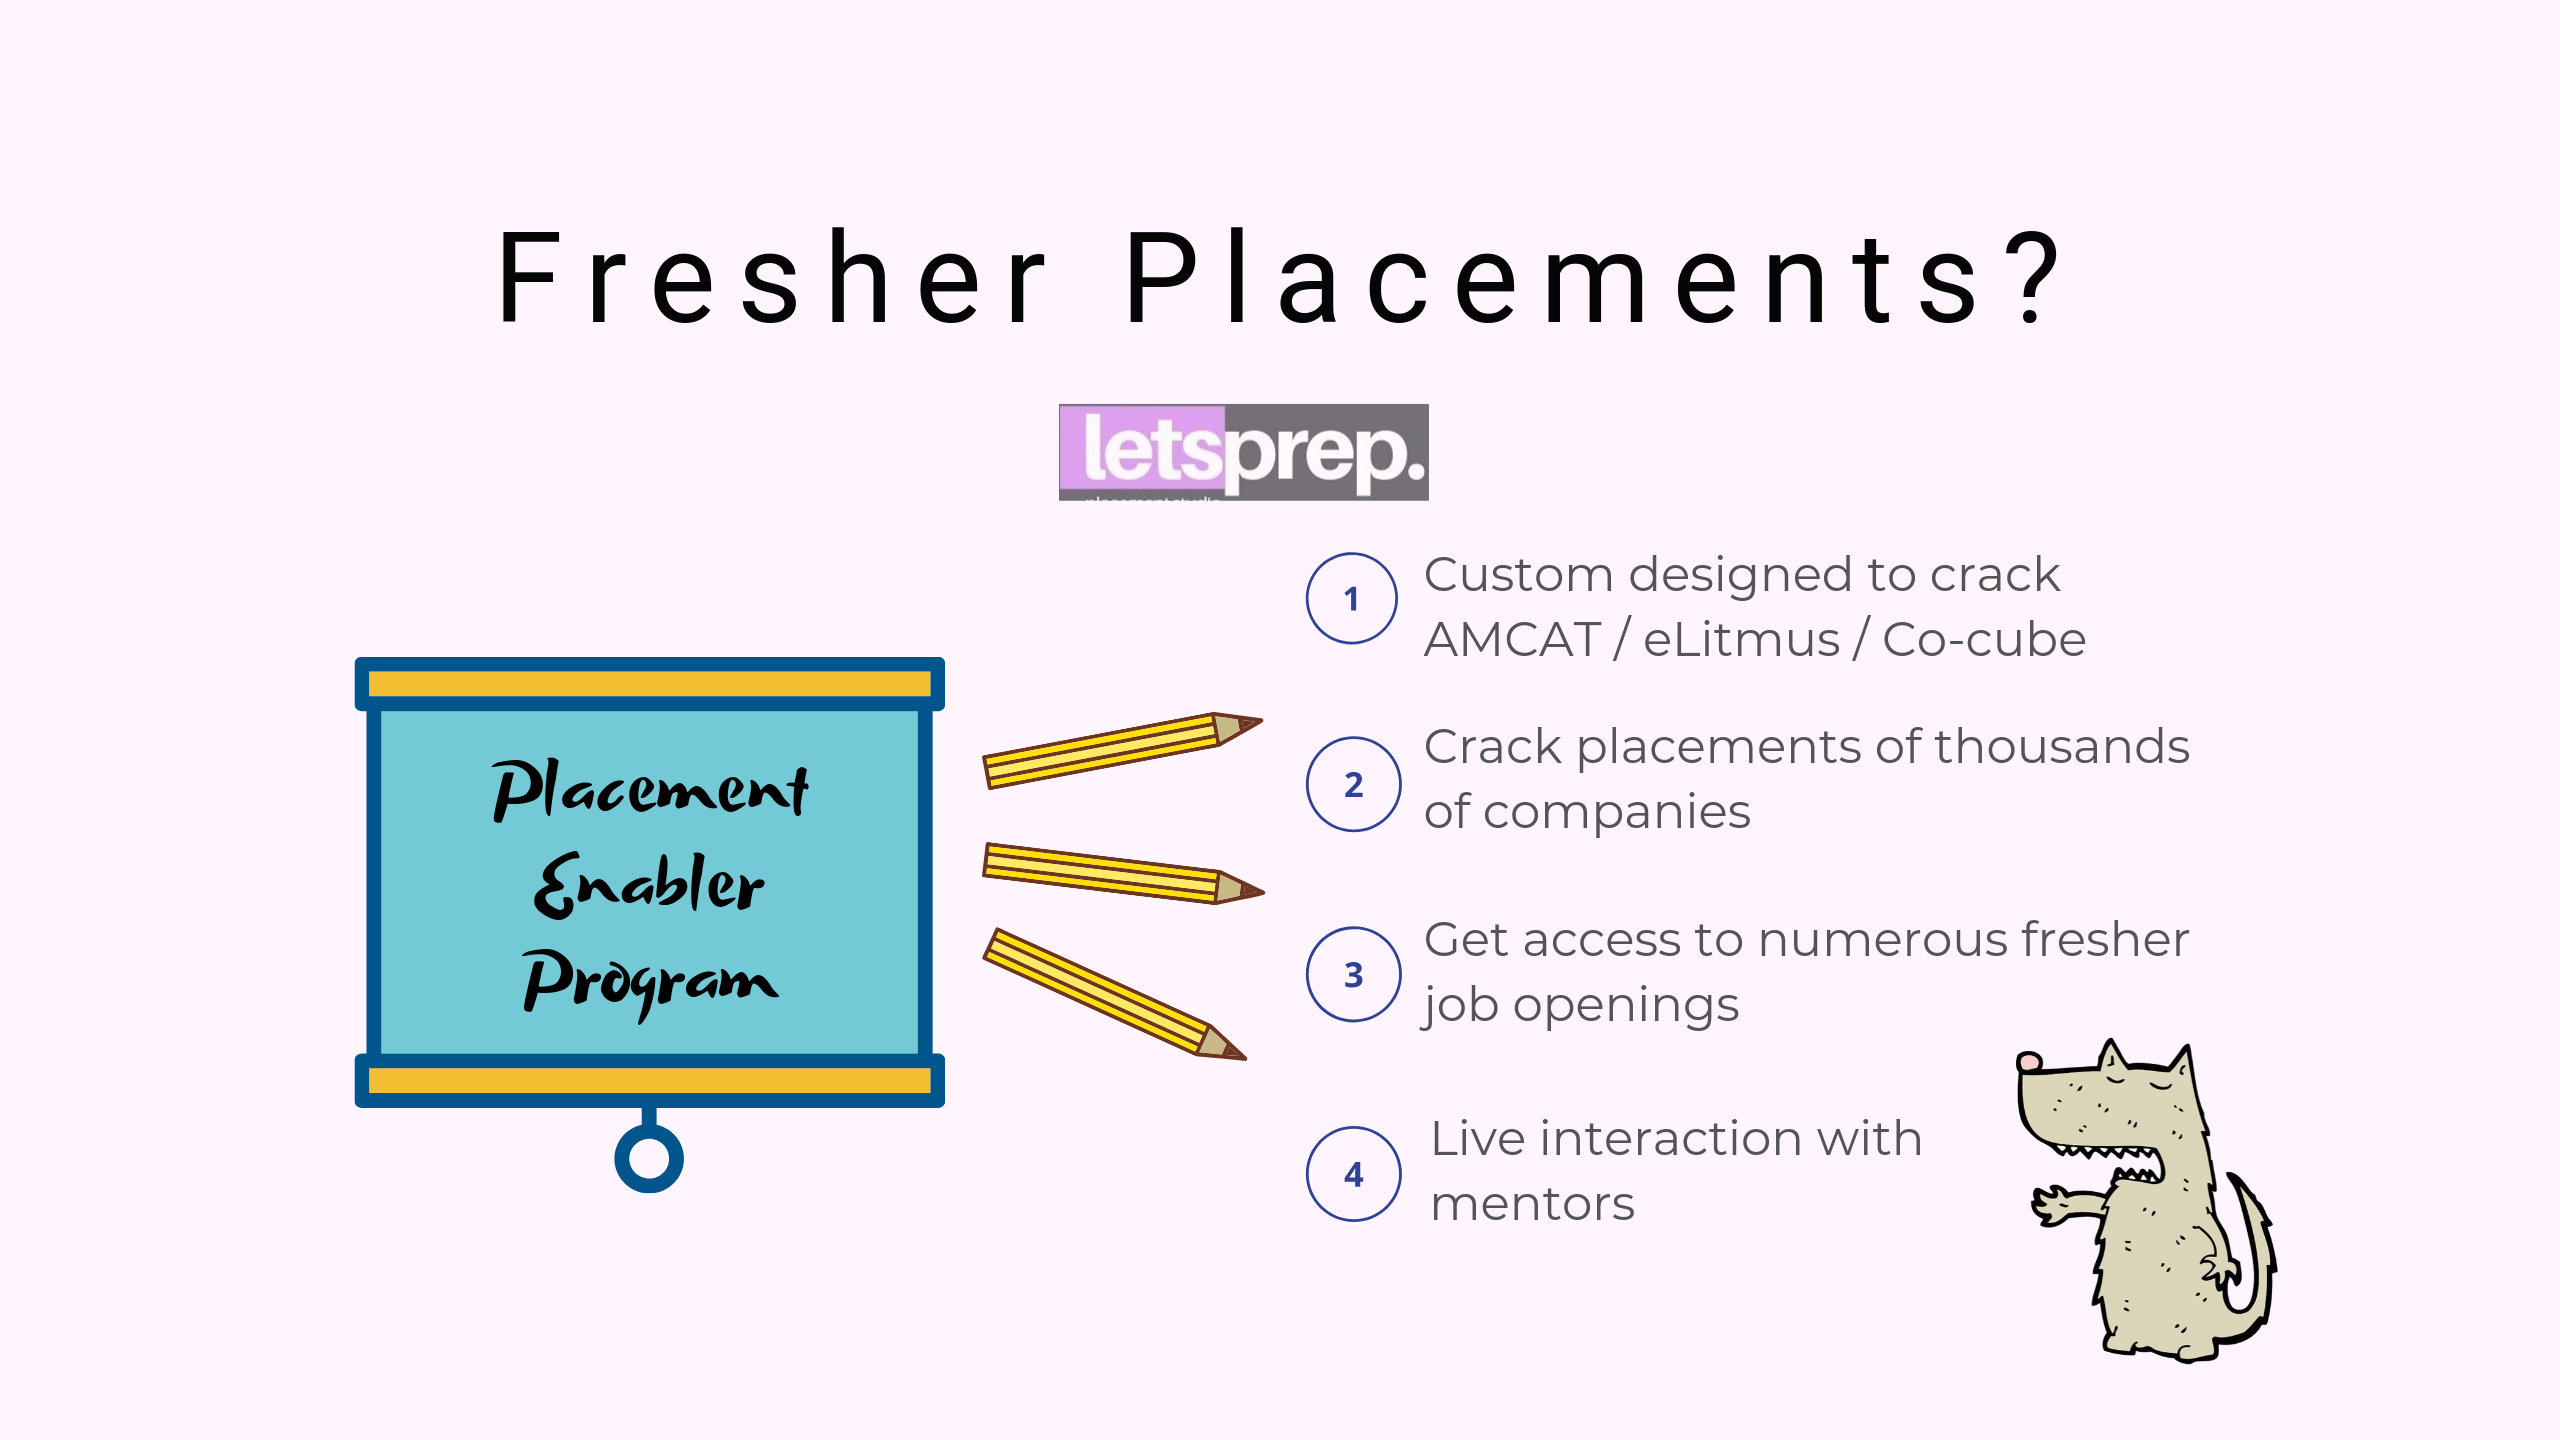 Fresher Placements?
letsprep.
Placement
Enabler
Program
1
Custom designed to crack
AMCAT / eLitmus / Co-cube
2
Crack placements of thousands
of companies
3
Get access to numerous fresher
job openings
4
Live interaction with
mentors